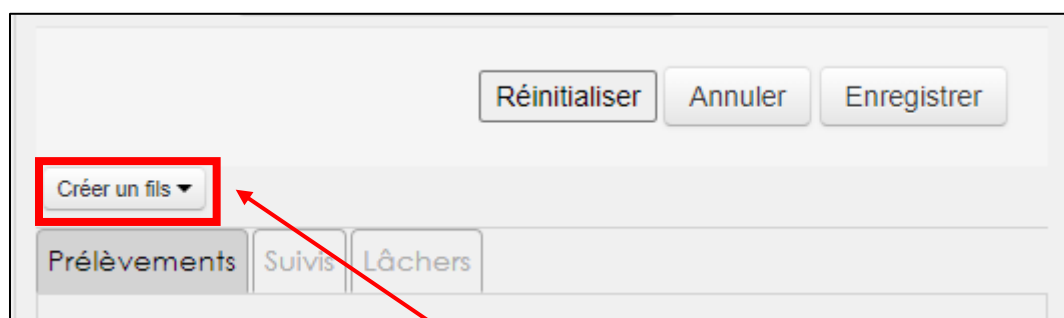 Réinitialiser Annuler Enregistrer
Créer un fils
Prélèvements Suivis Lâchers